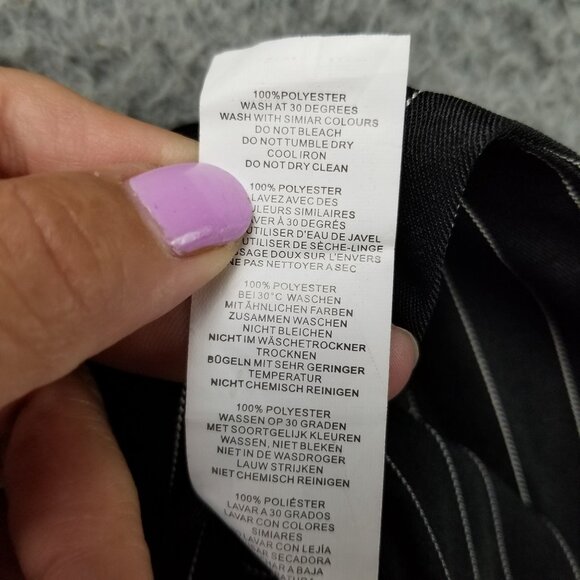 100%POLYESTER
WASH AT 30 DEGREES
WASH WITH SIMIAR COLOURS
DO NOT BLEACH
DO NOT TUMBLE DRY
COOL IRON
DO NOT DRY CLEAN
100% POLYESTER
LAVEZ AVEC DES
SIMILAIRES
À 30 DEGRÉS
UTILISER D'EAU DE JAVEL
UTILISER DE SÈCHE-LINGE
DOUX SUR L'ENVERS
NE PAS NETTOYER A SEC
100% POLYESTER
BEI 30°C WASCHEN
MIT ÄHNLICHEN FARBEN
ZUSAMMEN WASCHEN
NICHT BLEICHEN
NICHT IM WÄSCHETROCKNER
TROCKNEN
BÜGELN MIT SEHR GERINGER
TEMPERATUR
NICHT CHEMISCH REINIGEN
100% POLYESTER
WASSEN OP 30 GRADEN
MET SOORTGELIJK KLEUREN
WASSEN, NIET BLEKEN
NIET IN DE WASDROGER
LAUW STRIJKEN
NIET CHEMISCH REINIGEN
100% POLIÉSTER
LAVAR A 30 GRADOS
LAVAR CON COLORES
SIMIARES
CON LEJÍA
SECADORA
A BAJA